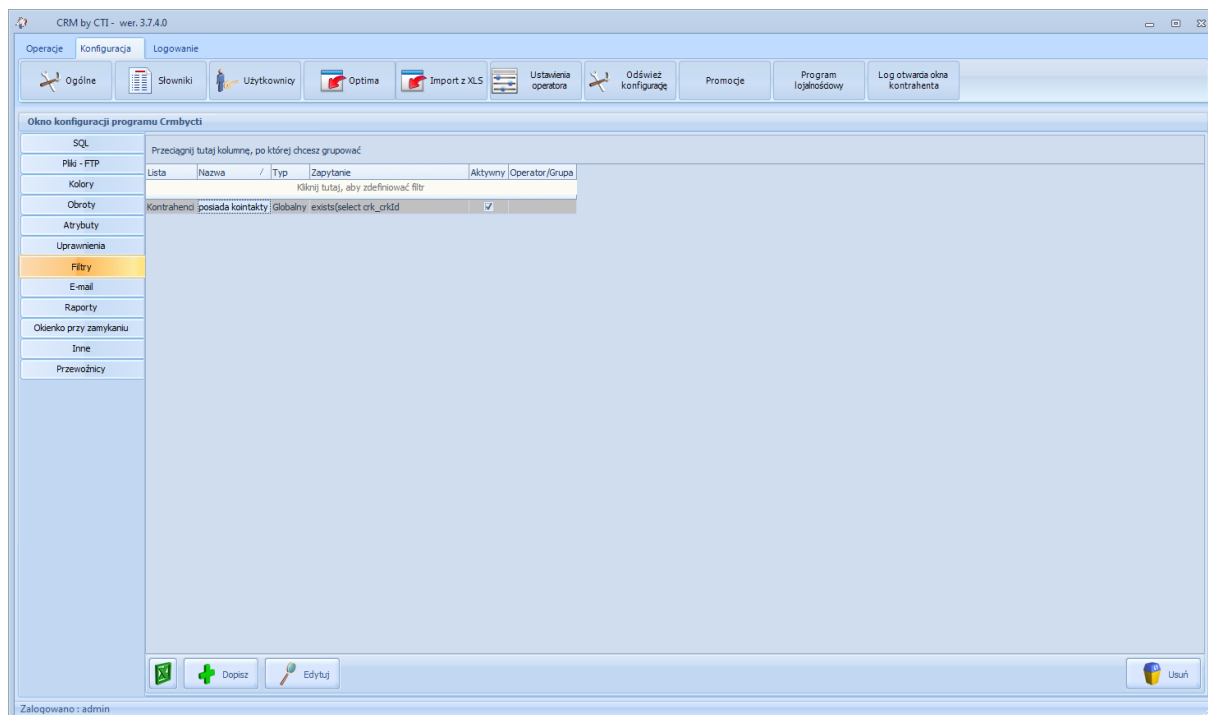 CRM by CTI - wer. 3.7.4.0
Operacje Konfiguracja Logowanie
Ogólne Słowniki Użytkownicy Optima Import z XLS Ustawienia operatora Odśwież konfigurację Promocje Program lojalnościowy Log otwarcia okna kontrahenta
Okno konfiguracji programu Crmbycti
SQL
Pliki - FTP
Kolory
Obroty
Atrybuty
Uprawnienia
Filtry
E-mail
Raporty
Okienko przy zamykaniu
Inne
Przewoźnicy
Przeciągnij tutaj kolumnę, po której chcesz grupować
Lista Nazwa / Typ Zapytanie Aktywny Operator/Grupa
Kliknij tutaj, aby zdefiniować filtr
Kontrahenci posiada kointakty Globalny exists(select crk_crkId
Dopisz Edytuj Usuń
Zalogowano : admin